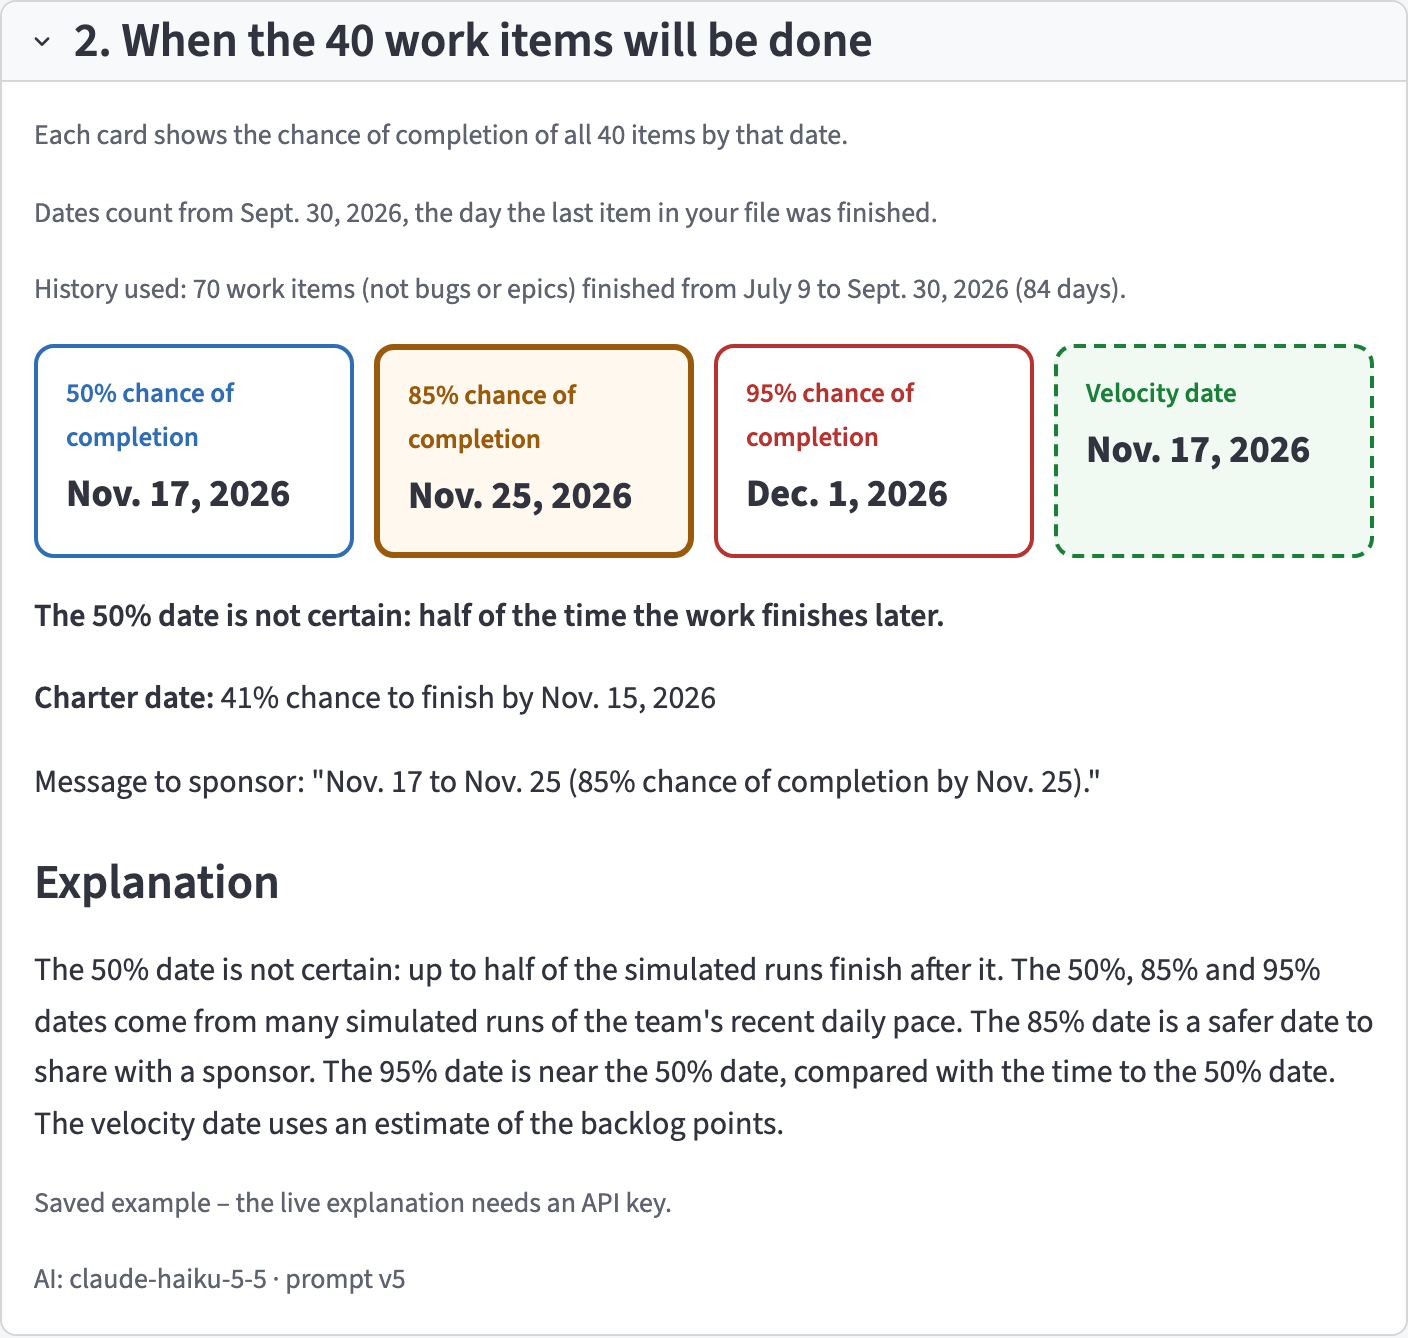 2. When the 40 work items will be done
Each card shows the chance of completion of all 40 items by that date.
Dates count from Sept. 30, 2026, the day the last item in your file was finished.
History used: 70 work items (not bugs or epics) finished from July 9 to Sept. 30, 2026 (84 days).
50% chance of
completion
Nov. 17, 2026
85% chance of
completion
Nov. 25, 2026
95% chance of
completion
Dec. 1, 2026
Velocity date
Nov. 17, 2026
The 50% date is not certain: half of the time the work finishes later.
Charter date: 41% chance to finish by Nov. 15, 2026
Message to sponsor: "Nov. 17 to Nov. 25 (85% chance of completion by Nov. 25)."
Explanation
The 50% date is not certain: up to half of the simulated runs finish after it. The 50%, 85% and 95%
dates come from many simulated runs of the team's recent daily pace. The 85% date is a safer date to
share with a sponsor. The 95% date is near the 50% date, compared with the time to the 50% date.
The velocity date uses an estimate of the backlog points.
Saved example – the live explanation needs an API key.
AI: claude-haiku-5-5 · prompt v5